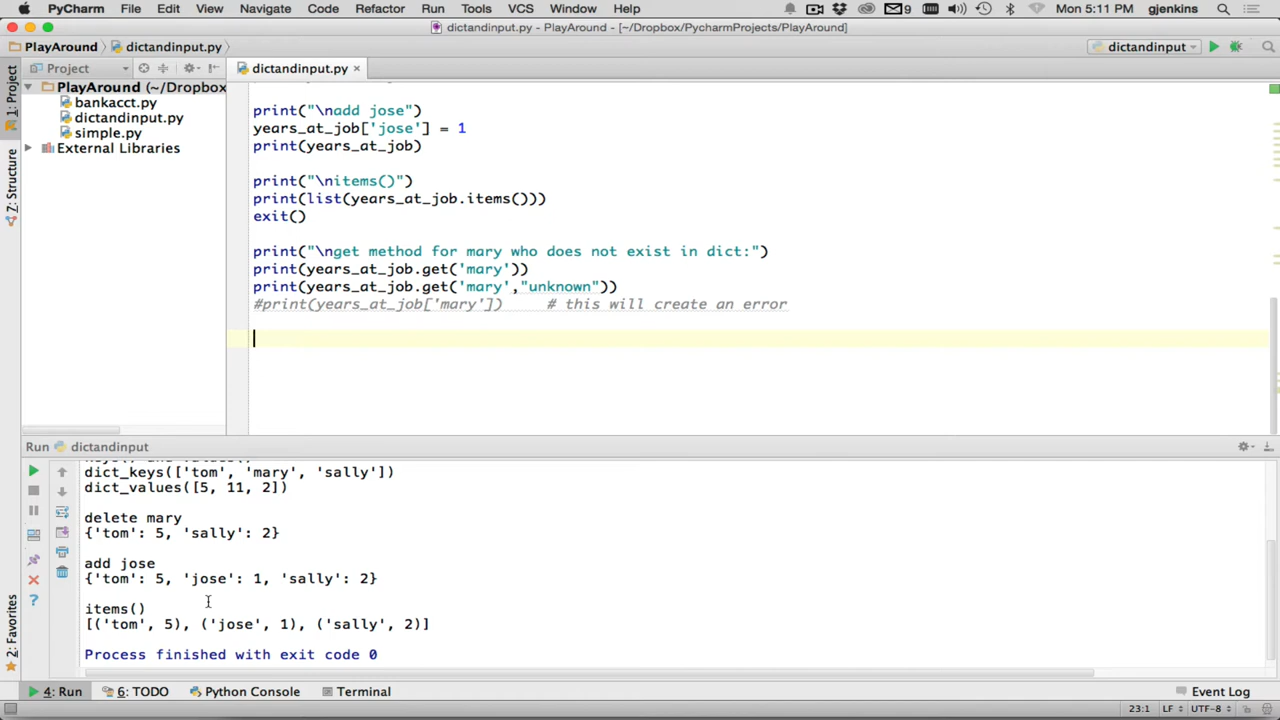 PyCharm File Edit View Navigate Code Refactor Run Tools VCS Window Help 9 Mon 5:11 PM gjenkins
dictandinput.py - PlayAround - [~/Dropbox/PycharmProjects/PlayAround]
PlayAround dictandinput.py dictandinput
Project dictandinput.py
1: Project
PlayAround (~/Dropbox
bankacct.py
dictandinput.py
simple.py
External Libraries
Z: Structure
print("\nadd jose")
years_at_job['jose'] = 1
print(years_at_job)
print("\nitems()")
print(list(years_at_job.items()))
exit()
print("\nget method for mary who does not exist in dict:")
print(years_at_job.get('mary'))
print(years_at_job.get('mary',"unknown"))
#print(years_at_job['mary']) # this will create an error
Run dictandinput
dict_keys(['tom', 'mary', 'sally'])
dict_values([5, 11, 2])
delete mary
{'tom': 5, 'sally': 2}
add jose
{'tom': 5, 'jose': 1, 'sally': 2}
items()
[('tom', 5), ('jose', 1), ('sally', 2)]
Process finished with exit code 0
2: Favorites
4: Run 6: TODO Python Console Terminal Event Log
23:1 LF UTF-8